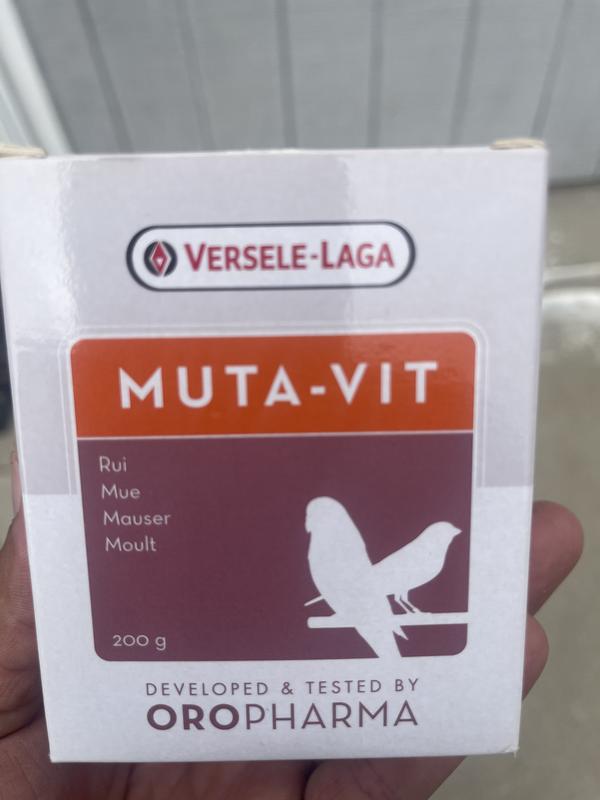 VERSELE-LAGA
MUTA-VIT
Rui
Mue
Mauser
Moult
200 g
DEVELOPED & TESTED BY
OROPHARMA